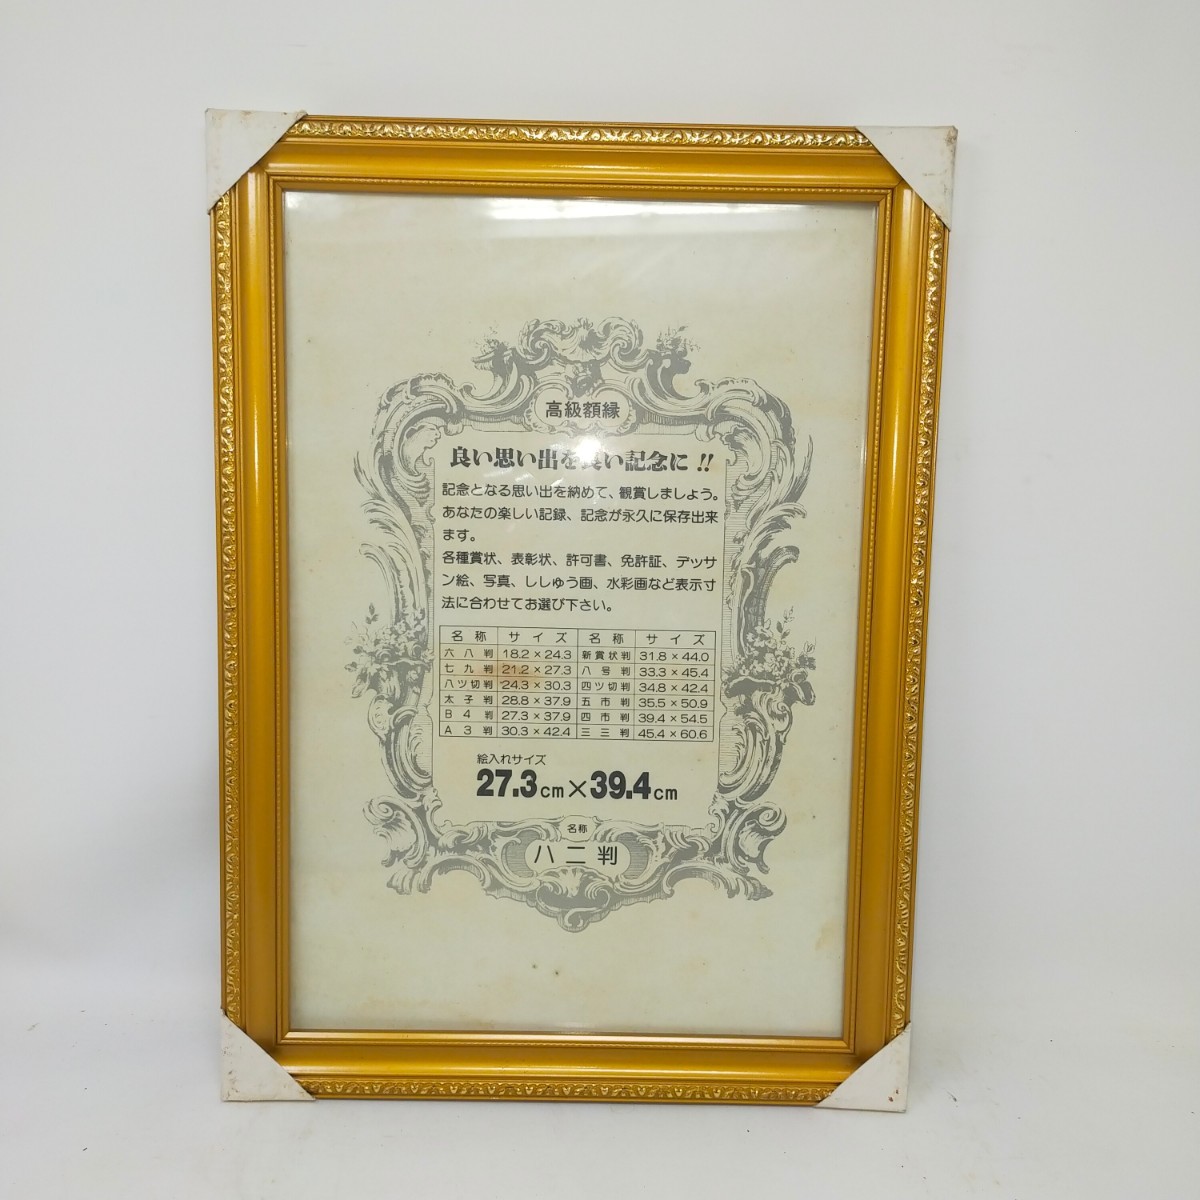 高級額縁
良い思い出を良い記念に!!
記念となる思い出を納めて、観賞しましょう。
あなたの楽しい記録、記念が永久に保存出来
ます。
各種賞状、表彰状、許可書、免許証、デッサ
ン絵、写真、ししゅう画、水彩画など表示寸
法に合わせてお選び下さい。
名称 サイズ 名称 サイズ
六八判 18.2×24.3 新賞状判 31.8×44.0
七九判 21.2×27.3 八号判 33.3×45.4
八ツ切判 24.3×30.3 四ツ切判 34.8×42.4
太子判 28.8×37.9 五市判 35.5×50.9
B4判 27.3×37.9 四市判 39.4×54.5
A3判 30.3×42.4 三三判 45.4×60.6
絵入れサイズ
27.3cm×39.4cm
名称
八二判